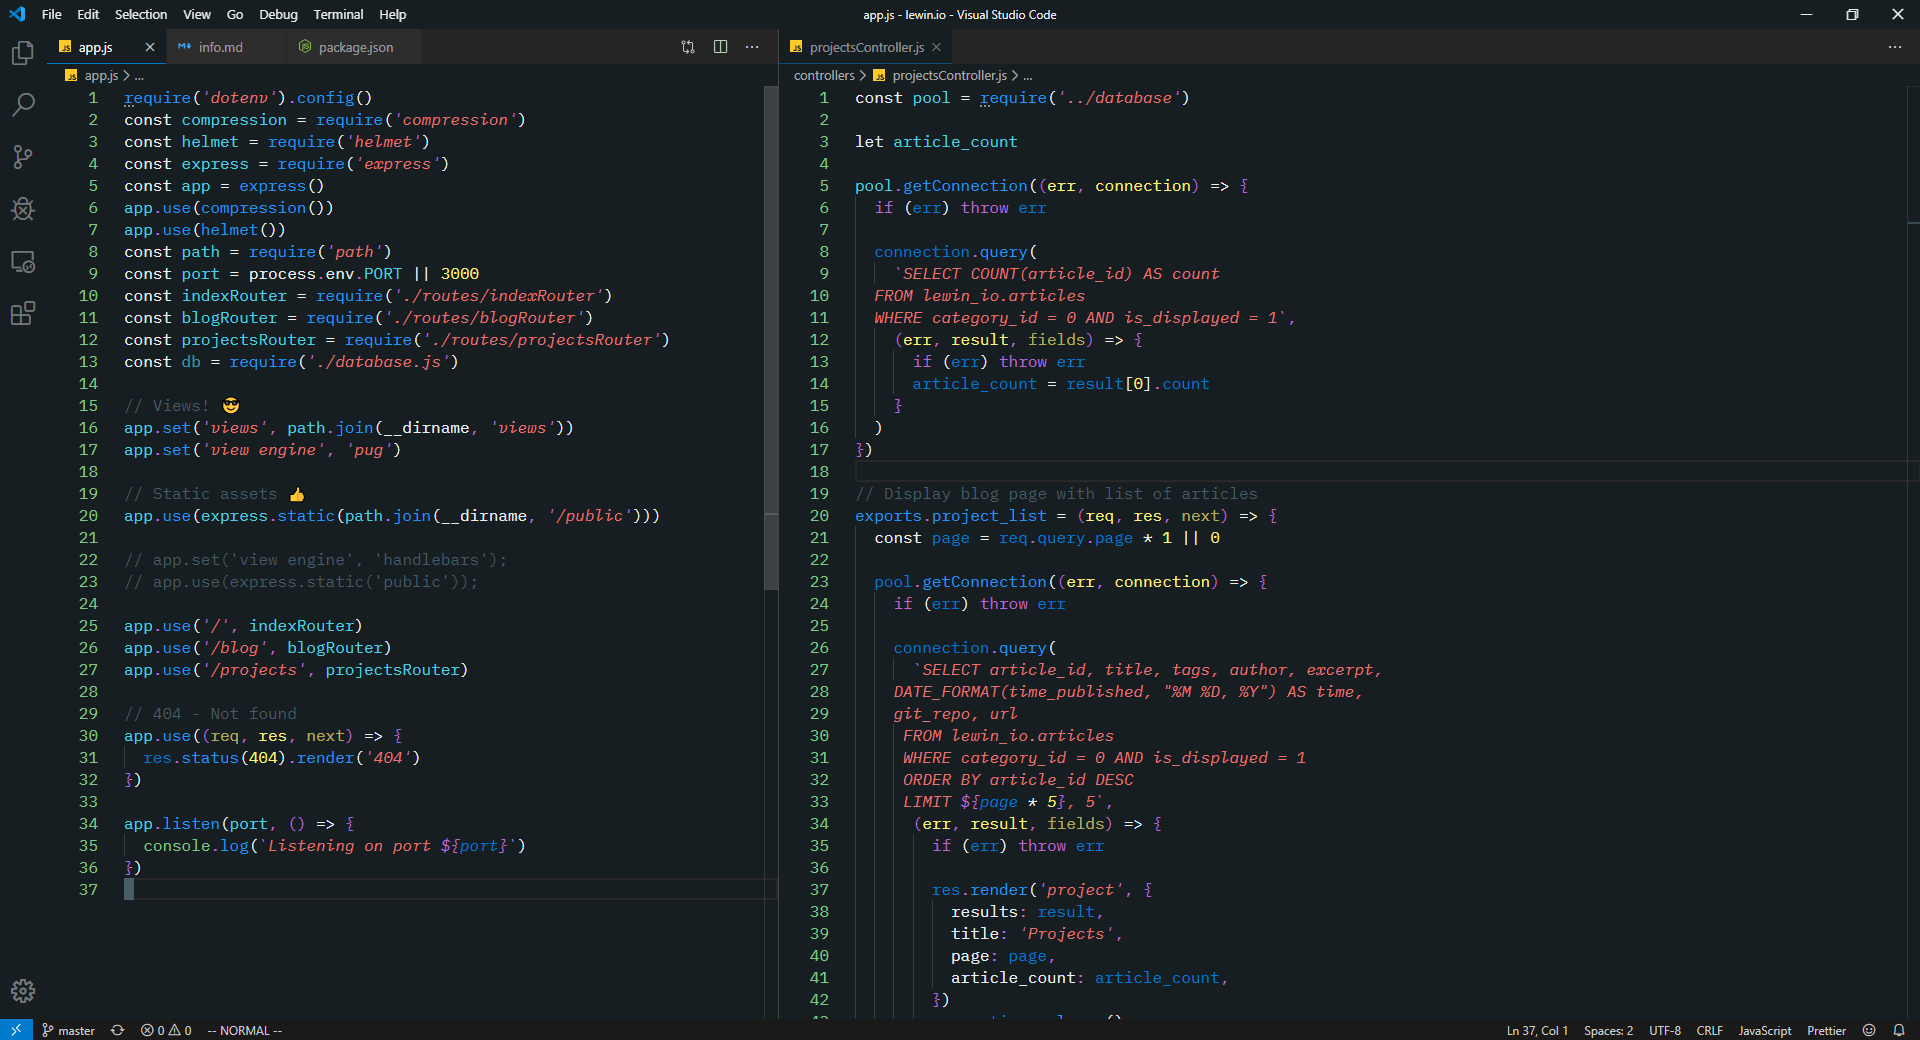 File Edit Selection View Go Debug Terminal Help
app.js - lewin.io - Visual Studio Code
JS app.js
M↓ info.md
package.json
JS app.js > ...
1 require('dotenv').config()
2 const compression = require('compression')
3 const helmet = require('helmet')
4 const express = require('express')
5 const app = express()
6 app.use(compression())
7 app.use(helmet())
8 const path = require('path')
9 const port = process.env.PORT || 3000
10 const indexRouter = require('./routes/indexRouter')
11 const blogRouter = require('./routes/blogRouter')
12 const projectsRouter = require('./routes/projectsRouter')
13 const db = require('./database.js')
14
15 // Views! 😎
16 app.set('views', path.join(__dirname, 'views'))
17 app.set('view engine', 'pug')
18
19 // Static assets 👍
20 app.use(express.static(path.join(__dirname, '/public')))
21
22 // app.set('view engine', 'handlebars');
23 // app.use(express.static('public'));
24
25 app.use('/', indexRouter)
26 app.use('/blog', blogRouter)
27 app.use('/projects', projectsRouter)
28
29 // 404 - Not found
30 app.use((req, res, next) => {
31 res.status(404).render('404')
32 })
33
34 app.listen(port, () => {
35 console.log(`Listening on port ${port}`)
36 })
37
JS projectsController.js
controllers > JS projectsController.js > ...
1 const pool = require('../database')
2
3 let article_count
4
5 pool.getConnection((err, connection) => {
6 if (err) throw err
7
8 connection.query(
9 `SELECT COUNT(article_id) AS count
10 FROM lewin_io.articles
11 WHERE category_id = 0 AND is_displayed = 1`,
12 (err, result, fields) => {
13 if (err) throw err
14 article_count = result[0].count
15 }
16 )
17 })
18
19 // Display blog page with list of articles
20 exports.project_list = (req, res, next) => {
21 const page = req.query.page * 1 || 0
22
23 pool.getConnection((err, connection) => {
24 if (err) throw err
25
26 connection.query(
27 `SELECT article_id, title, tags, author, excerpt,
28 DATE_FORMAT(time_published, "%M %D, %Y") AS time,
29 git_repo, url
30 FROM lewin_io.articles
31 WHERE category_id = 0 AND is_displayed = 1
32 ORDER BY article_id DESC
33 LIMIT ${page * 5}, 5`,
34 (err, result, fields) => {
35 if (err) throw err
36
37 res.render('project', {
38 results: result,
39 title: 'Projects',
40 page: page,
41 article_count: article_count,
42 })
master 0 0 -- NORMAL --
Ln 37, Col 1 Spaces: 2 UTF-8 CRLF JavaScript Prettier